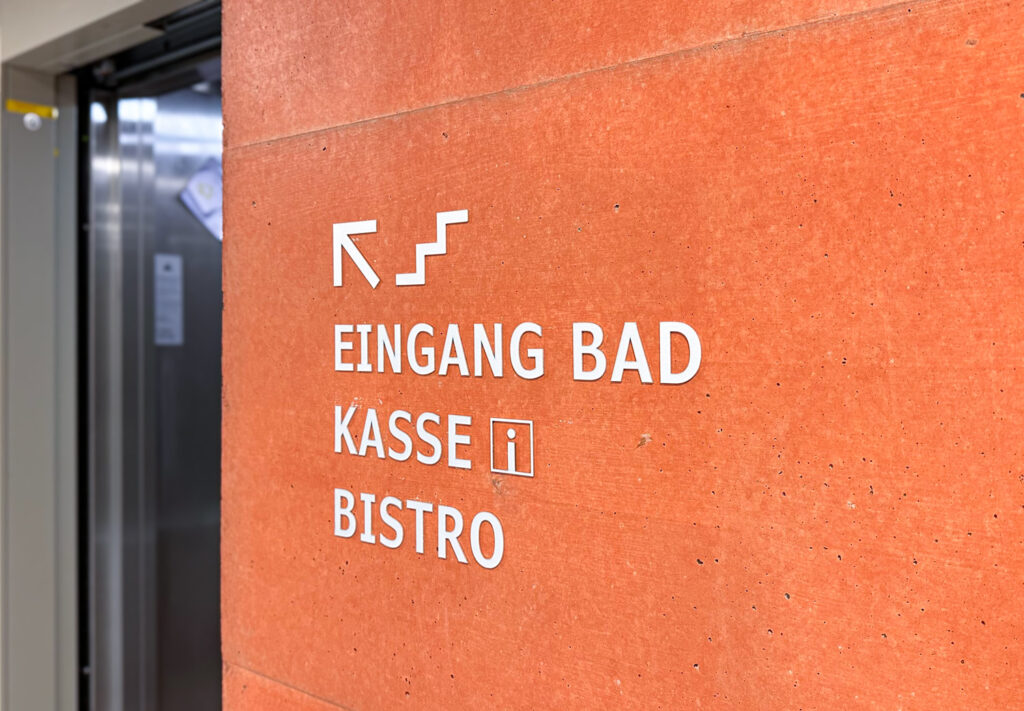 EINGANG BAD
KASSE i
BISTRO